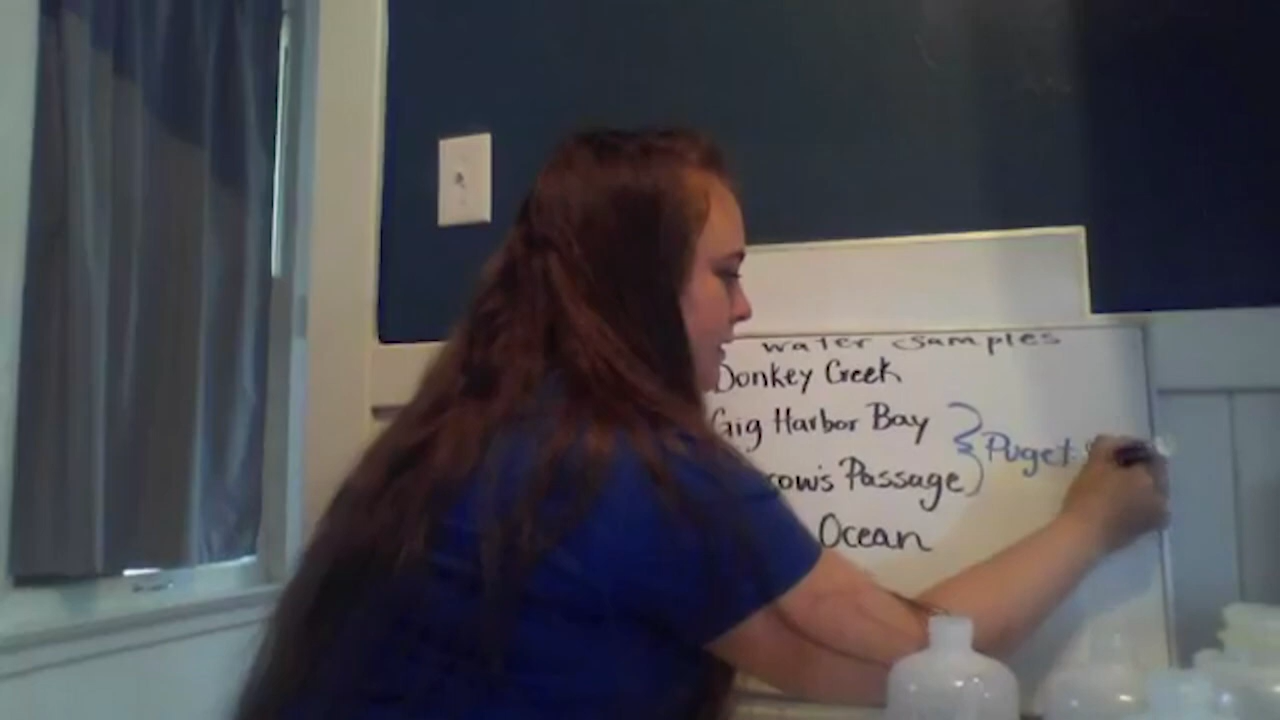 water samples
Donkey Creek
Gig Harbor Bay
Puget
Passage
Ocean